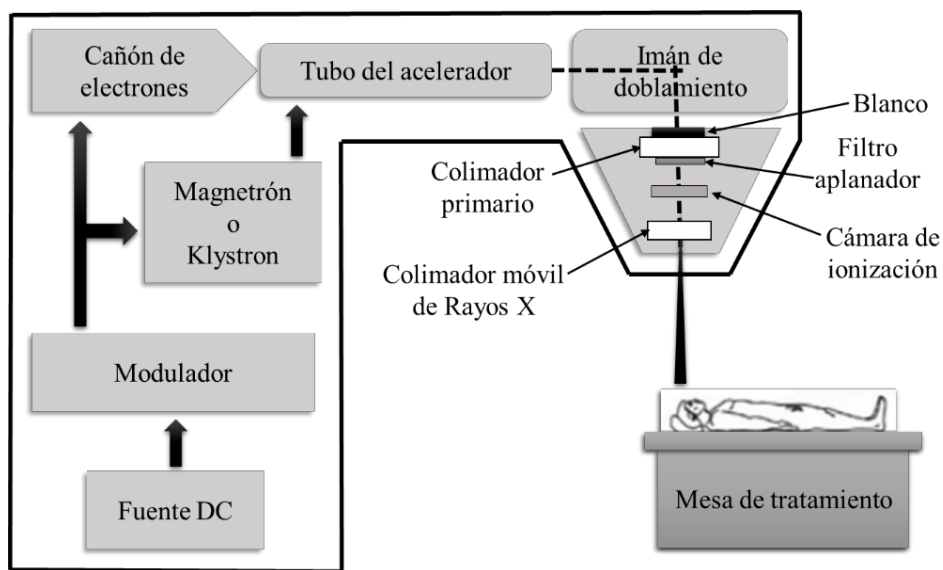 Cañón de
electrones
Tubo del acelerador
Imán de
doblamiento
Blanco
Filtro
aplanador
Colimador
primario
Magnetrón
o
Klystron
Cámara de
ionización
Colimador móvil
de Rayos X
Modulador
Fuente DC
Mesa de tratamiento